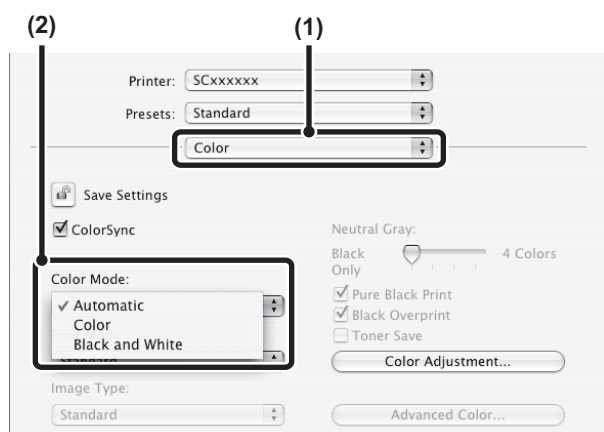 (2) (1)
Printer: SCxxxxxx
Presets: Standard
Color
Save Settings
ColorSync
Color Mode:
Automatic
Color
Black and White
Standard
Image Type:
Standard
Neutral Gray:
Black Only 4 Colors
Pure Black Print
Black Overprint
Toner Save
Color Adjustment...
Advanced Color...